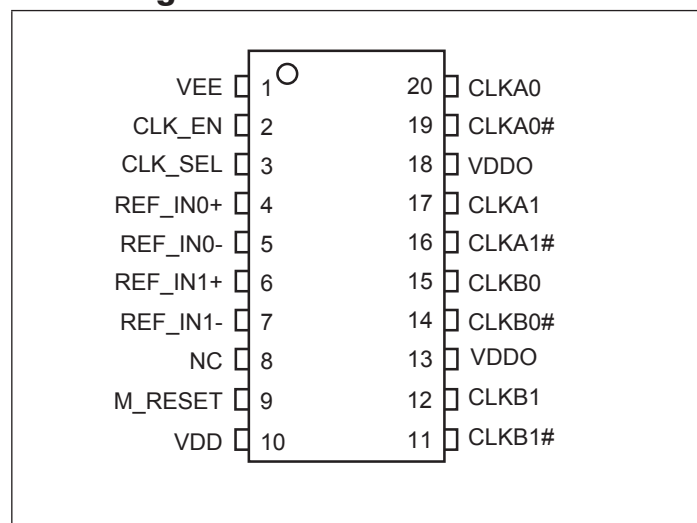 VEE 1 20 CLKA0
CLK_EN 2 19 CLKA0#
CLK_SEL 3 18 VDDO
REF_IN0+ 4 17 CLKA1
REF_IN0- 5 16 CLKA1#
REF_IN1+ 6 15 CLKB0
REF_IN1- 7 14 CLKB0#
NC 8 13 VDDO
M_RESET 9 12 CLKB1
VDD 10 11 CLKB1#